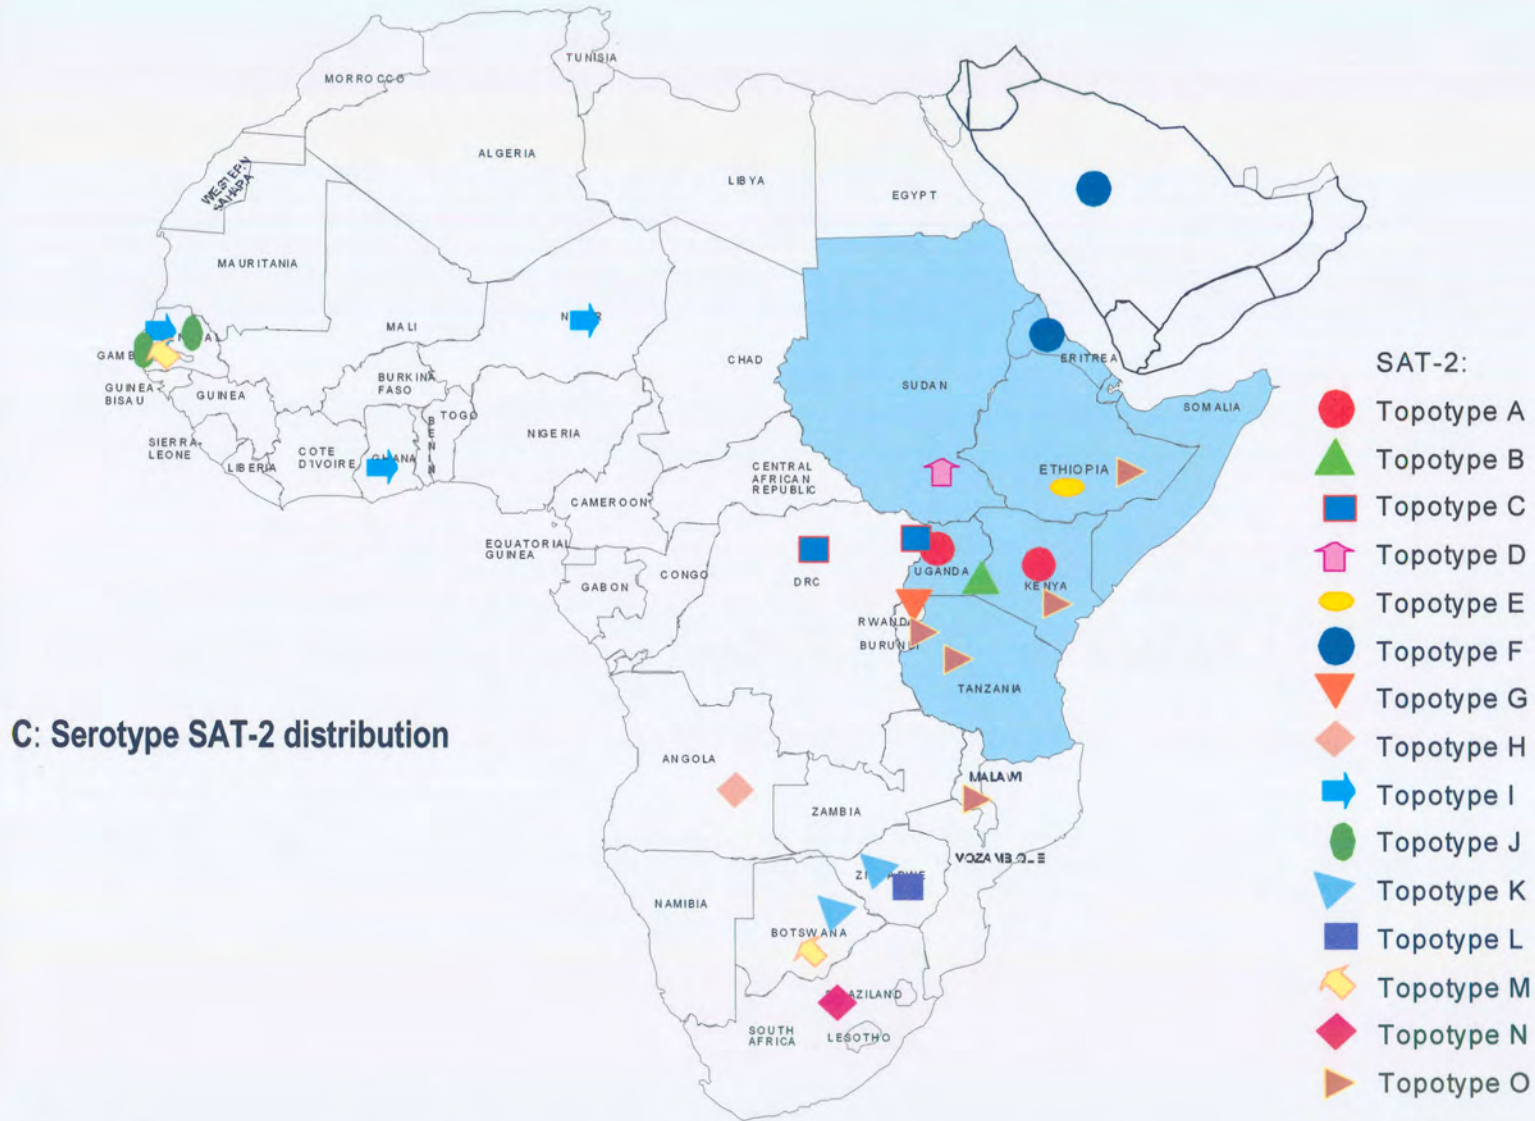 TUNISIA
MORROCCO
ALGERIA
LIBYA
EGYPT
WESTERN
SAHARA
MAURITANIA
MALI
CHAD
SUDAN
ERITREA
SOMALIA
GUINEA
BISAU
GUINEA
BURKINA
FASO
TOGO
BENIN
NIGERIA
SIERRA-
LEONE
LIBERIA
COTE
D'IVOIRE
GHANA
CENTRAL
AFRICAN
REPUBLIC
ETHIOPIA
CAMEROON
EQUATORIAL
GUINEA
GABON
CONGO
DRC
UGANDA
KENYA
TANZANIA
ANGOLA
ZAMBIA
MALAWI
NAMIBIA
BOTSWANA
SOUTH
AFRICA
LESOTHO
C: Serotype SAT-2 distribution
SAT-2:
Topotype A
Topotype B
Topotype C
Topotype D
Topotype E
Topotype F
Topotype G
Topotype H
Topotype I
Topotype J
Topotype K
Topotype L
Topotype M
Topotype N
Topotype O